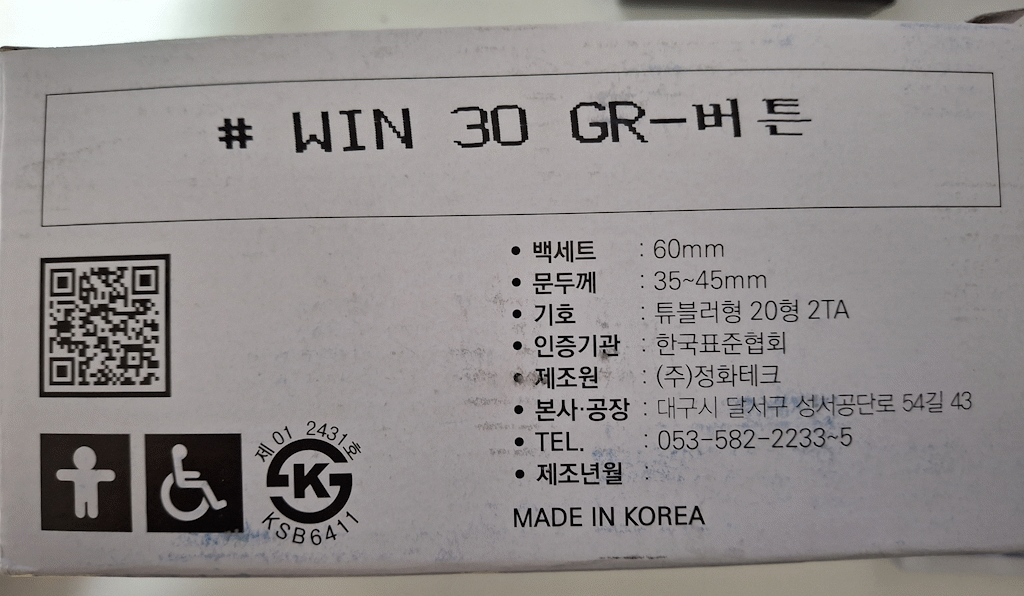 # WIN 30 GR-버튼
• 백세트 : 60mm
• 문두께 : 35~45mm
• 기호 : 튜블러형 20형 2TA
• 인증기관 : 한국표준협회
• 제조원 : (주)정화테크
• 본사·공장 : 대구시 달서구 성서공단로 54길 43
• TEL. : 053-582-2233~5
• 제조년월 :
MADE IN KOREA
제 01 2431호
K
KSB6411